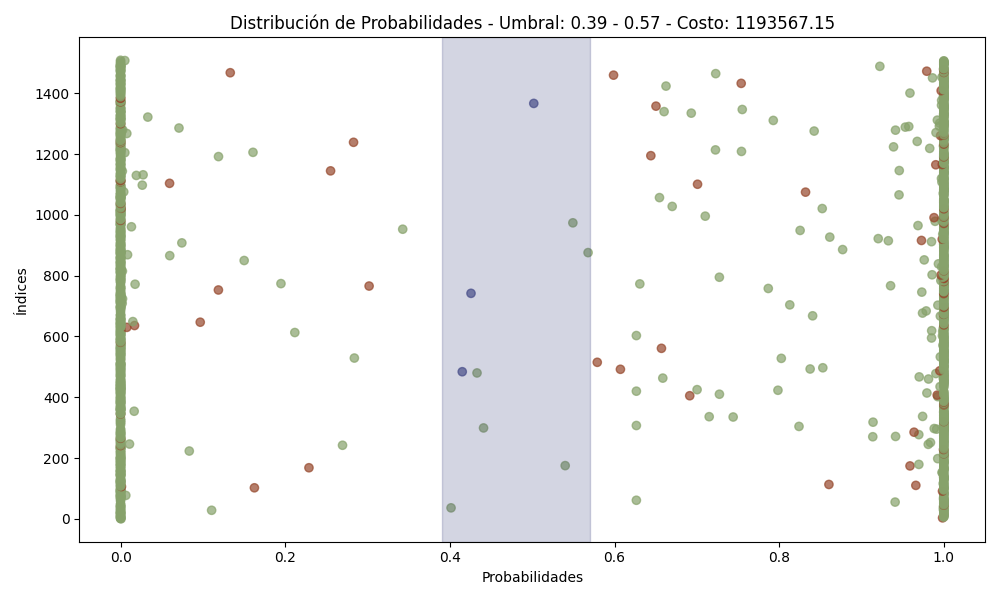 Distribución de Probabilidades - Umbral: 0.39 - 0.57 - Costo: 1193567.15
Índices
1400
1200
1000
800
600
400
200
0
0.0 0.2 0.4 0.6 0.8 1.0
Probabilidades